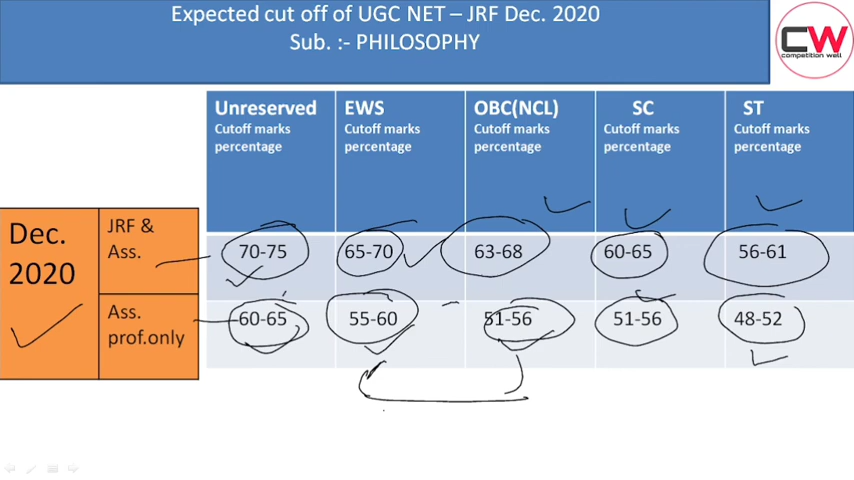 Expected cut off of UGC NET – JRF Dec. 2020
Sub. :- PHILOSOPHY
CW
competition well
Unreserved EWS OBC(NCL) SC ST
Cutoff marks Cutoff marks Cutoff marks Cutoff marks Cutoff marks
percentage percentage percentage percentage percentage
Dec.
2020
JRF &
Ass.
70-75 65-70 63-68 60-65 56-61
Ass.
prof.only
60-65 55-60 51-56 51-56 48-52